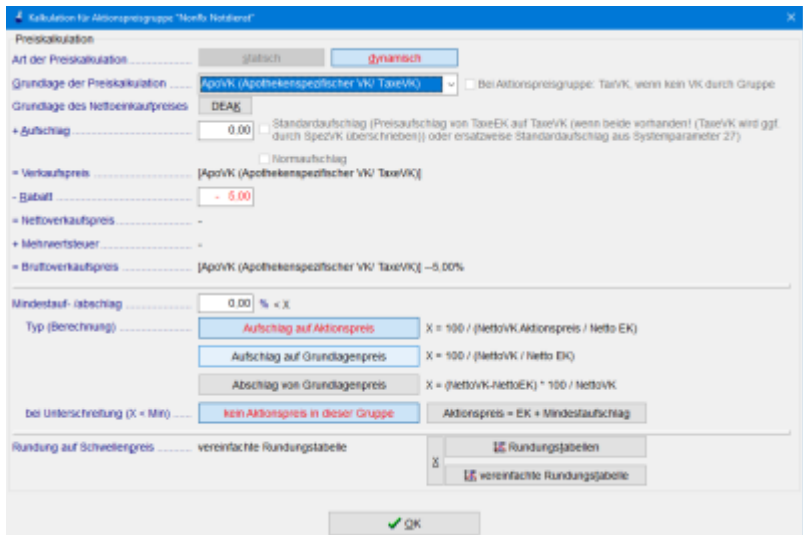 Kalkulation für Aktionspreisgruppe "NonRx Notdienst"
Preiskalkulation
Art der Preiskalkulation statisch dynamisch
Grundlage der Preiskalkulation ApoVK (Apothekenspezifischer VK/ TaxeVK) Bei Aktionspreisgruppe: TaxVK, wenn kein VK durch Gruppe
Grundlage des Nettoeinkaufpreises DEAK
+ Aufschlag 0,00 Standardaufschlag (Preisaufschlag von TaxeEK auf TaxeVK (wenn beide vorhanden! (TaxeVK wird ggf.
durch SpezVK überschrieben)) oder ersatzweise Standardaufschlag aus Systemparameter 27)
Normaufschlag
= Verkaufspreis [ApoVK (Apothekenspezifischer VK/ TaxeVK)]
- Rabatt - 5,00
= Nettoverkaufspreis -
+ Mehrwertsteuer -
= Bruttoverkaufspreis [ApoVK (Apothekenspezifischer VK/ TaxeVK)] --5,00%
Mindestauf- /abschlag 0,00 % < X
Typ (Berechnung) Aufschlag auf Aktionspreis X = 100 / (NettoVK.Aktionspreis / Netto EK)
Aufschlag auf Grundlagenpreis X = 100 / (NettoVK / Netto EK)
Abschlag von Grundlagenpreis X = (NettoVK-NettoEK) * 100 / NettoVK
bei Unterschreitung (X < Min) kein Aktionspreis in dieser Gruppe Aktionspreis = EK + Mindestaufschlag
Rundung auf Schwellenpreis vereinfachte Rundungstabelle X Rundungstabellen
vereinfachte Rundungstabelle
OK